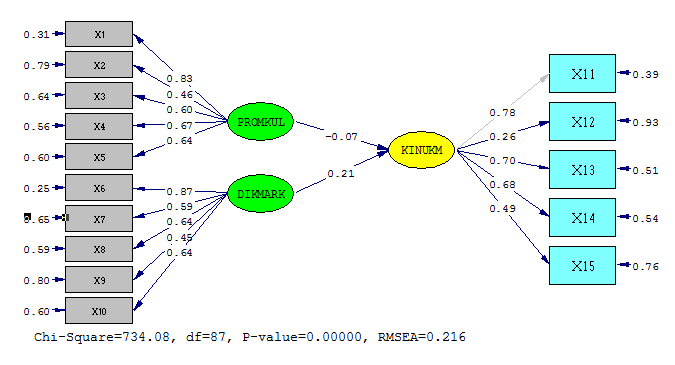 0.31 X1
0.79 X2
0.64 X3
0.56 X4
0.60 X5
0.25 X6
0.65 X7
0.59 X8
0.80 X9
0.60 X10
0.83
0.46
0.60
0.67
0.64
0.87
0.59
0.64
0.45
0.64
PROMKUL
DIKMARK
-0.07
0.21
KINUKM
0.78
0.26
0.70
0.68
0.49
X11 0.39
X12 0.93
X13 0.51
X14 0.54
X15 0.76
Chi-Square=734.08, df=87, P-value=0.00000, RMSEA=0.216